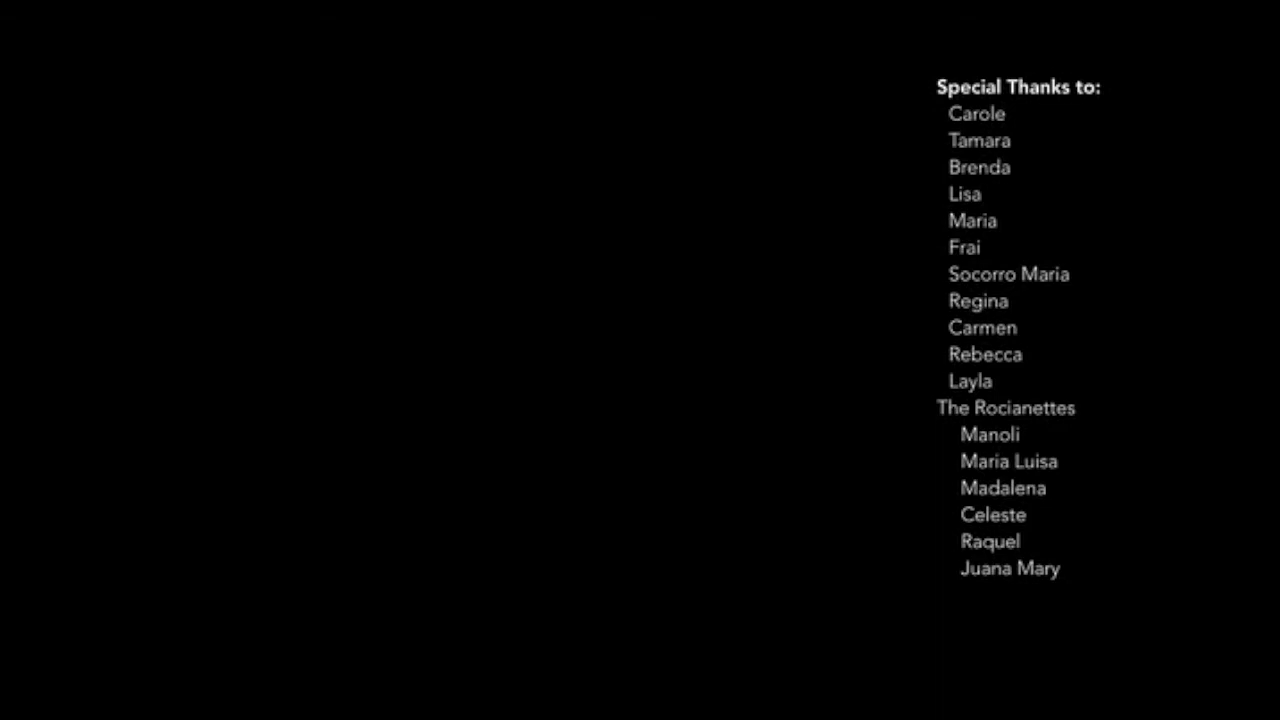 Special Thanks to:
Carole
Tamara
Brenda
Lisa
Maria
Frai
Socorro Maria
Regina
Carmen
Rebecca
Layla
The Rocianettes
Manoli
Maria Luisa
Madalena
Celeste
Raquel
Juana Mary